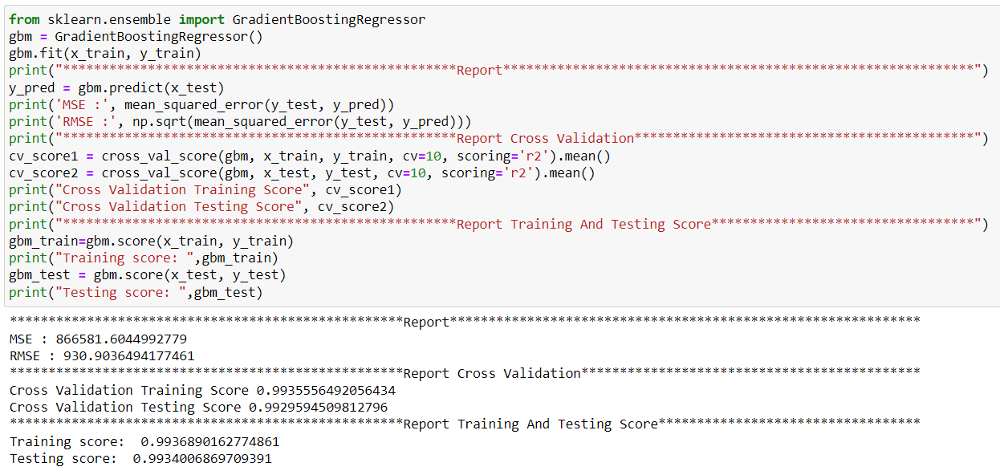 from sklearn.ensemble import GradientBoostingRegressor
gbm = GradientBoostingRegressor()
gbm.fit(x_train, y_train)
print("***************************************************Report*************************************************************")
y_pred = gbm.predict(x_test)
print('MSE :', mean_squared_error(y_test, y_pred))
print('RMSE :', np.sqrt(mean_squared_error(y_test, y_pred)))
print("***************************************************Report Cross Validation********************************************")
cv_score1 = cross_val_score(gbm, x_train, y_train, cv=10, scoring='r2').mean()
cv_score2 = cross_val_score(gbm, x_test, y_test, cv=10, scoring='r2').mean()
print("Cross Validation Training Score", cv_score1)
print("Cross Validation Testing Score", cv_score2)
print("***************************************************Report Training And Testing Score**********************************")
gbm_train=gbm.score(x_train, y_train)
print("Training score: ",gbm_train)
gbm_test = gbm.score(x_test, y_test)
print("Testing score: ",gbm_test)
***************************************************Report*************************************************************
MSE : 866581.6044992779
RMSE : 930.9036494177461
***************************************************Report Cross Validation********************************************
Cross Validation Training Score 0.9935556492056434
Cross Validation Testing Score 0.9929594509812796
***************************************************Report Training And Testing Score**********************************
Training score:  0.9936890162774861
Testing score:  0.9934006869709391